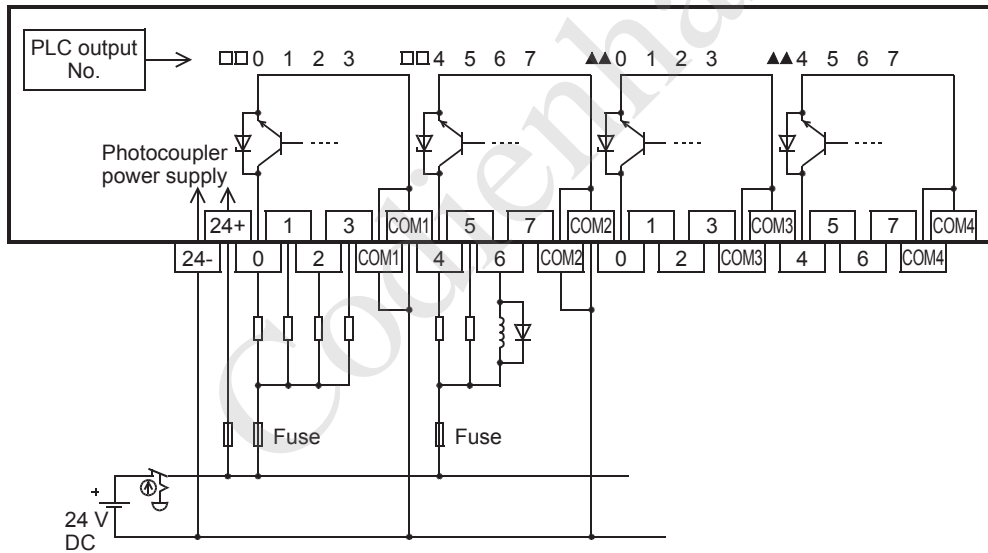 PLC output
No.
□□0 1 2 3 □□4 5 6 7 ▲▲0 1 2 3 ▲▲4 5 6 7
Photocoupler
power supply
24+ 1 3 COM1 5 7 COM2 1 3 COM3 5 7 COM4
24- 0 2 COM1 4 6 COM2 0 2 COM3 4 6 COM4
Fuse Fuse
+
24 V
DC